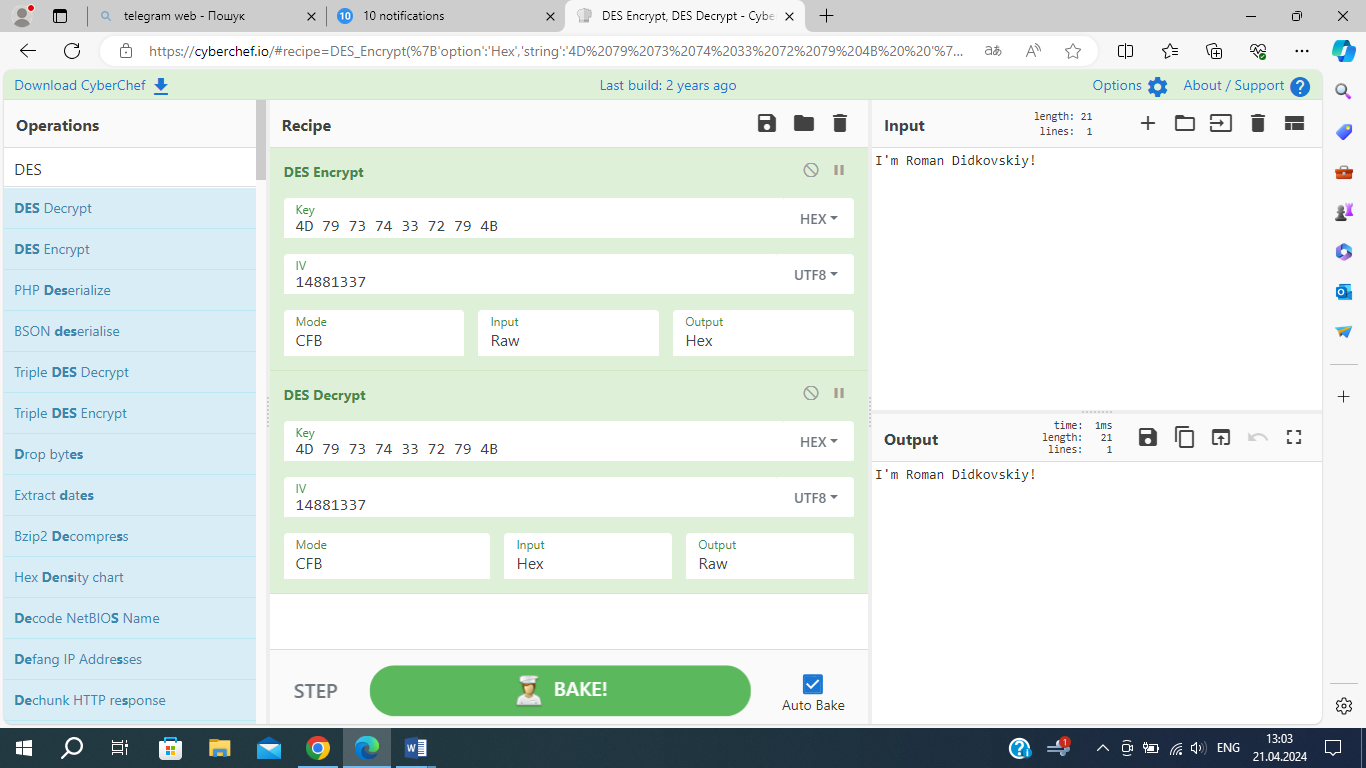 telegram web - Пошук
10 10 notifications
DES Encrypt, DES Decrypt - Cybe
https://cyberchef.io/#recipe=DES_Encrypt(%7B'option':'Hex','string':'4D%2079%2073%2074%2033%2072%2079%204B%20%20'%7...
Download CyberChef
Last build: 2 years ago
Options
About / Support
Operations
DES
DES Decrypt
DES Encrypt
PHP Deserialize
BSON deserialise
Triple DES Decrypt
Triple DES Encrypt
Drop bytes
Extract dates
Bzip2 Decompress
Hex Density chart
Decode NetBIOS Name
Defang IP Addresses
Dechunk HTTP response
Recipe
DES Encrypt
Key
4D 79 73 74 33 72 79 4B
HEX
IV
14881337
UTF8
Mode
CFB
Input
Raw
Output
Hex
DES Decrypt
Key
4D 79 73 74 33 72 79 4B
HEX
IV
14881337
UTF8
Mode
CFB
Input
Hex
Output
Raw
STEP
BAKE!
Auto Bake
Input
length: 21
lines: 1
I'm Roman Didkovskiy!
Output
time: 1ms
length: 21
lines: 1
I'm Roman Didkovskiy!
1
ENG
13:03
21.04.2024